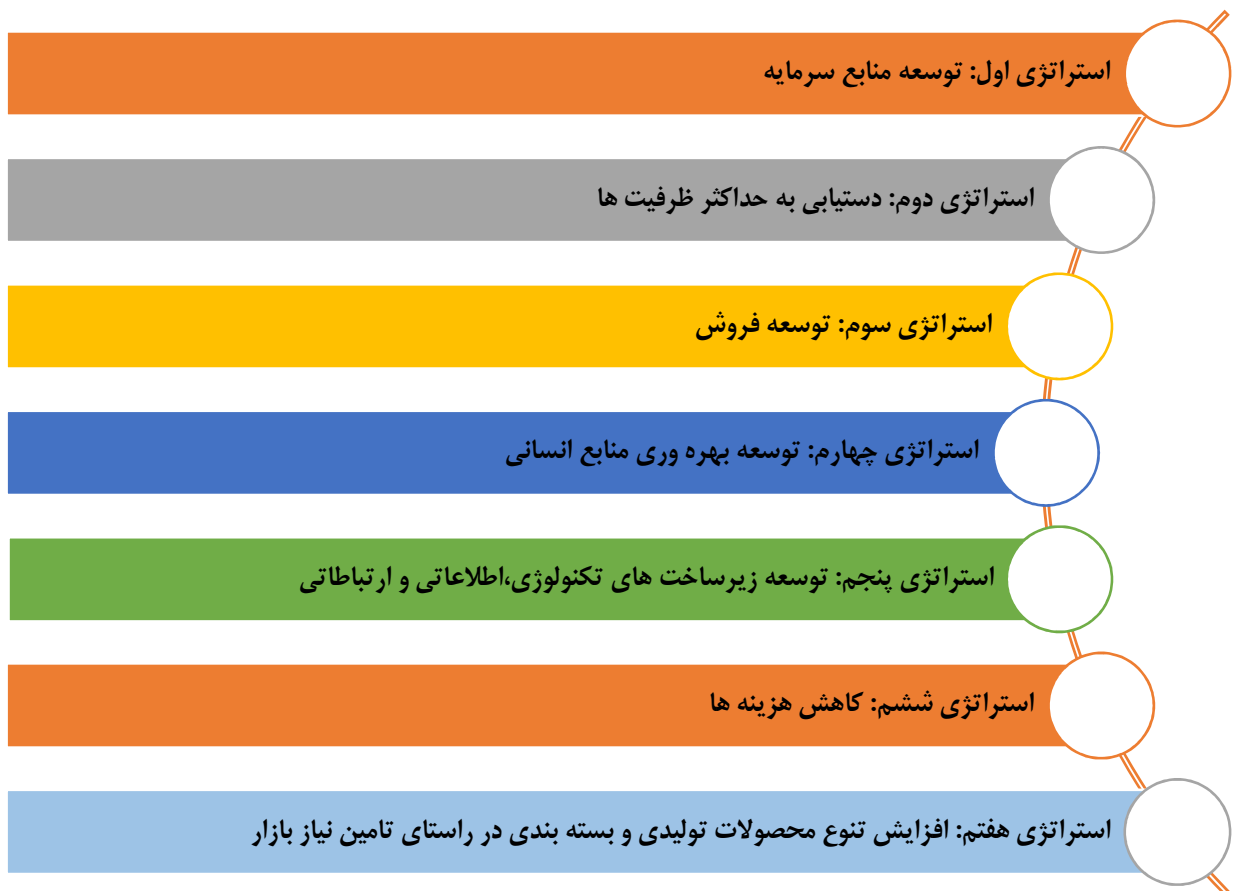 استراتژی اول: توسعه منابع سرمایه
استراتژی دوم: دستیابی به حداکثر ظرفیت ها
استراتژی سوم: توسعه فروش
استراتژی چهارم: توسعه بهره وری منابع انسانی
استراتژی پنجم: توسعه زیرساخت های تکنولوژی،اطلاعاتی و ارتباطاتی
استراتژی ششم: کاهش هزینه ها
استراتژی هفتم: افزایش تنوع محصولات تولیدی و بسته بندی در راستای تامین نیاز بازار